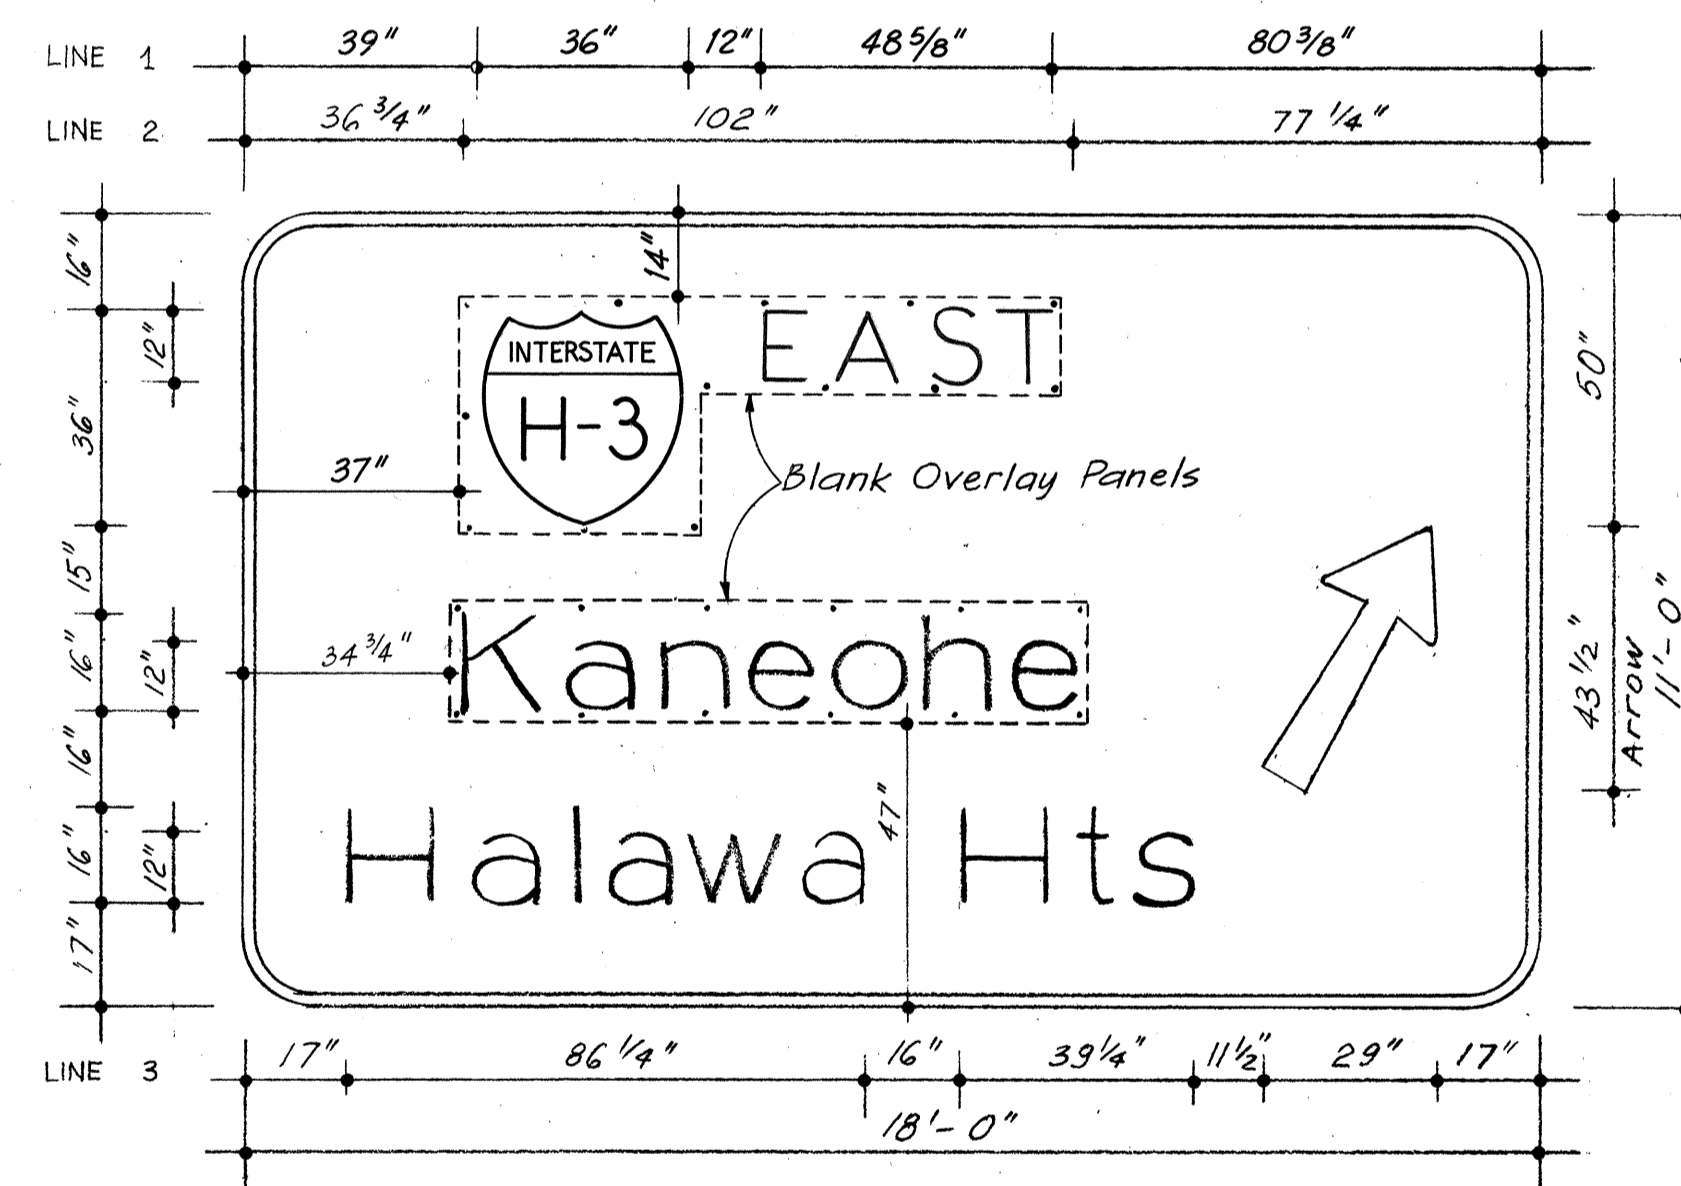 LINE 1 39" 36" 12" 48 5/8" 80 3/8"
LINE 2 36 3/4" 102" 77 1/4"
16"
14"
12"
INTERSTATE
EAST
H-3
50"
36"
37"
Blank Overlay Panels
15"
34 3/4"
16"
12"
Kaneohe
43 1/2"
Arrow
11'-0"
16"
47"
16"
12"
Halawa Hts
17"
LINE 3 17" 86 1/4" 16" 39 1/4" 11 1/2" 29" 17"
18'-0"